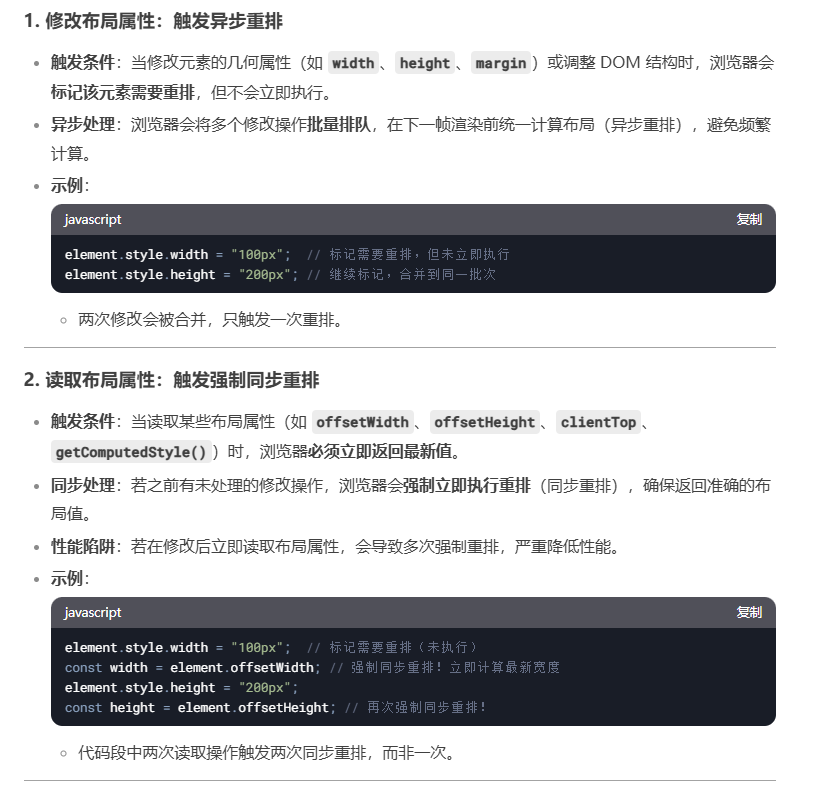 1. 修改布局属性：触发异步重排
触发条件：当修改元素的几何属性（如 width、height、margin）或调整 DOM 结构时，浏览器会
标记该元素需要重排，但不会立即执行。
异步处理：浏览器会将多个修改操作批量排队，在下一帧渲染前统一计算布局（异步重排），避免频繁
计算。
示例：
javascript 复制
element.style.width = "100px";  // 标记需要重排，但未立即执行
element.style.height = "200px"; // 继续标记，合并到同一批次
两次修改会被合并，只触发一次重排。
2. 读取布局属性：触发强制同步重排
触发条件：当读取某些布局属性（如 offsetWidth、offsetHeight、clientTop、
getComputedStyle()）时，浏览器必须立即返回最新值。
同步处理：若之前有未处理的修改操作，浏览器会强制立即执行重排（同步重排），确保返回准确的布
局值。
性能陷阱：若在修改后立即读取布局属性，会导致多次强制重排，严重降低性能。
示例：
javascript 复制
element.style.width = "100px";  // 标记需要重排（未执行）
const width = element.offsetWidth; // 强制同步重排！立即计算最新宽度
element.style.height = "200px";
const height = element.offsetHeight; // 再次强制同步重排！
代码段中两次读取操作触发两次同步重排，而非一次。